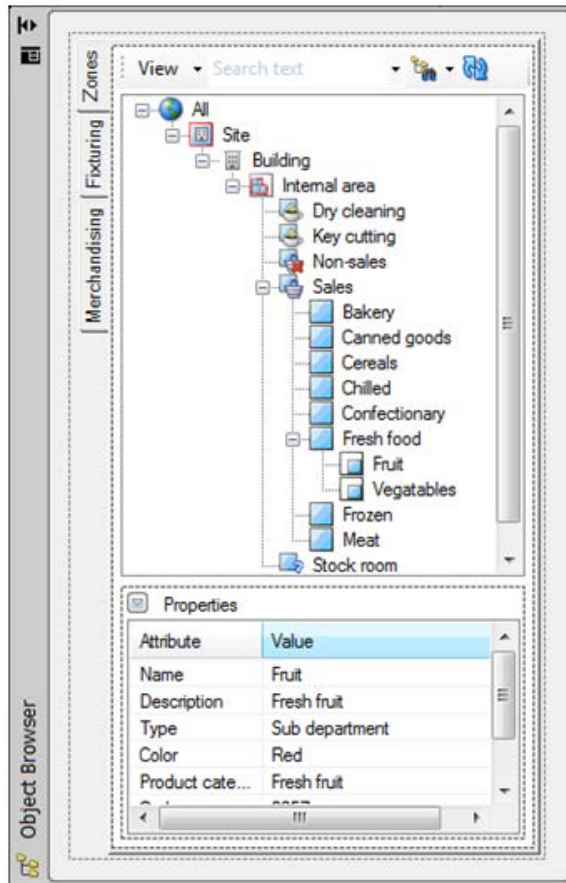 Zones
Fixturing
Merchandising
Object Browser
View Search text
All
Site
Building
Internal area
Dry cleaning
Key cutting
Non-sales
Sales
Bakery
Canned goods
Cereals
Chilled
Confectionary
Fresh food
Fruit
Vegatables
Frozen
Meat
Stock room
Properties
Attribute Value
Name Fruit
Description Fresh fruit
Type Sub department
Color Red
Product cate... Fresh fruit